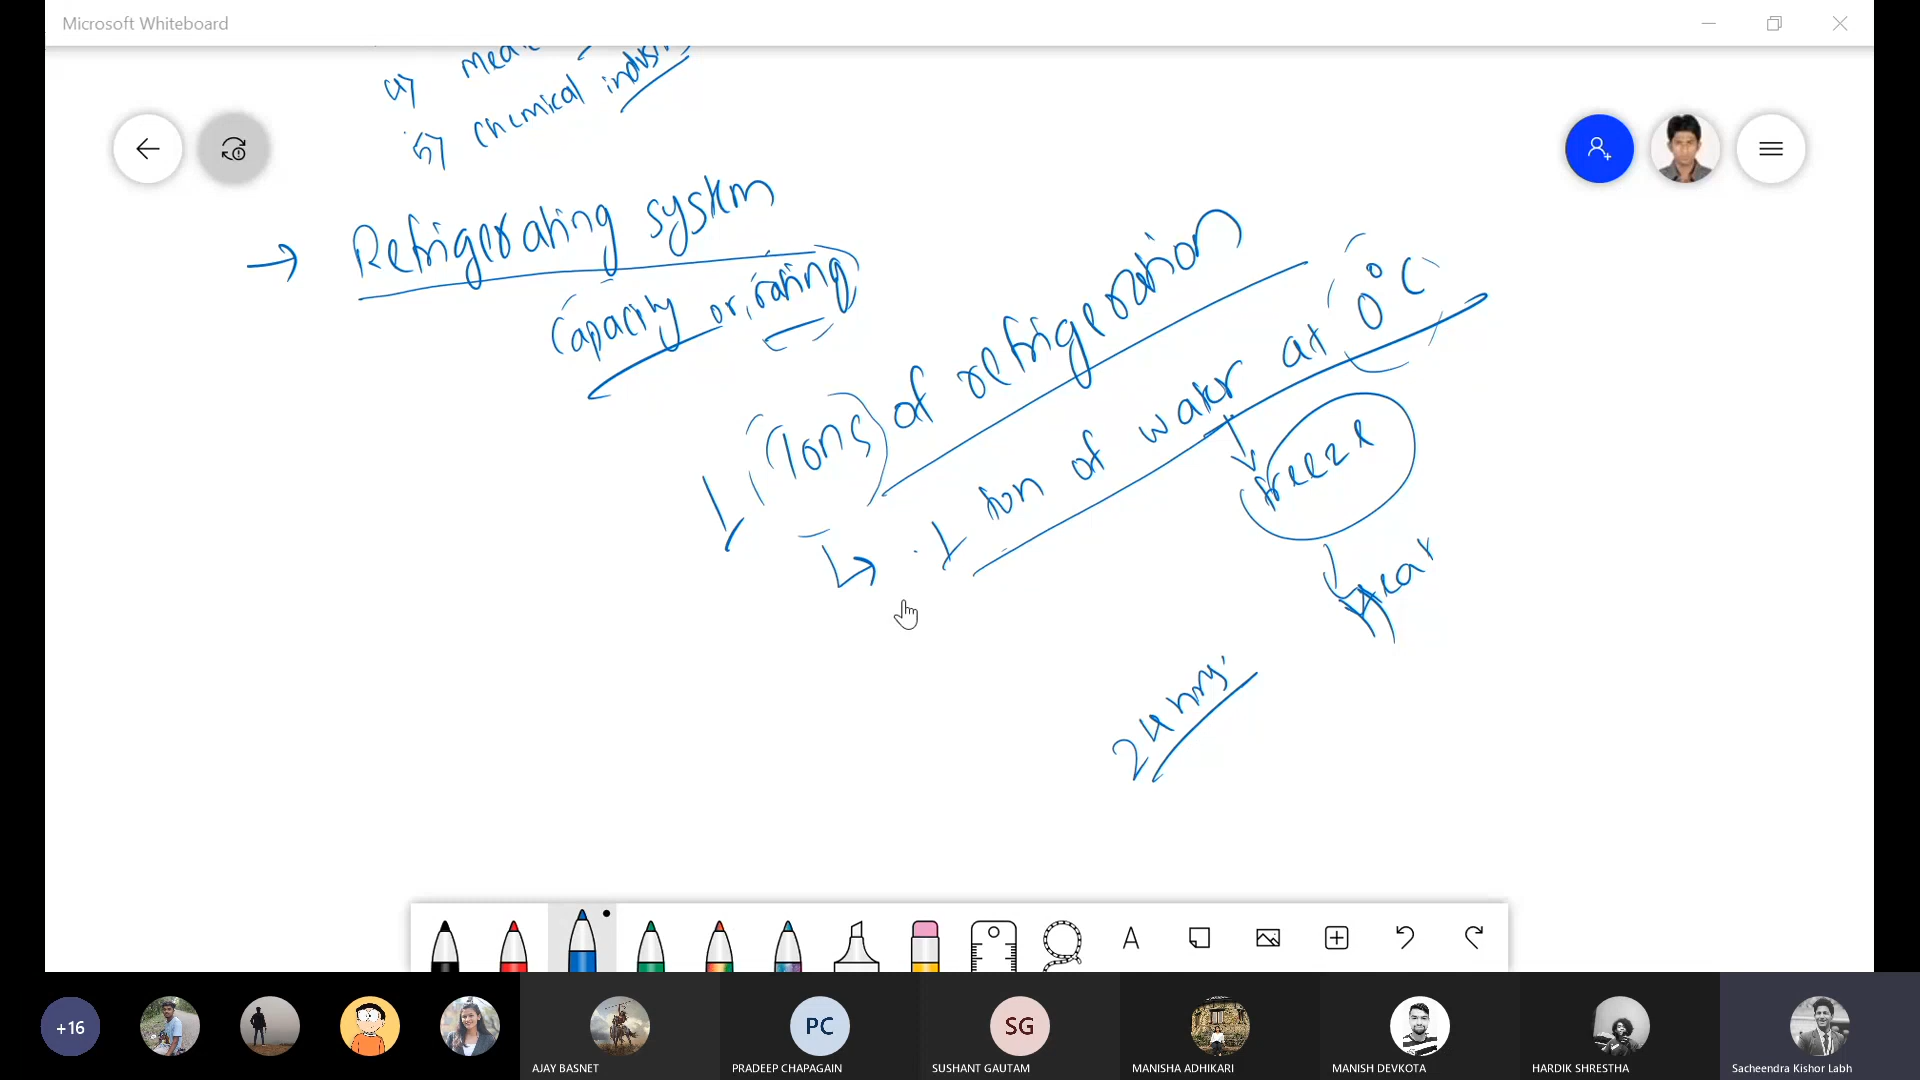 Microsoft Whiteboard
4)
5) Chemical
→ Refrigerating system
Capacity or, rating
1 (Tons) of refrigeration
↳ 1 ton of water at 0°C
freeze
Heat
24 hrs.
A
+16
AJAY BASNET
PC
PRADEEP CHAPAGAIN
SG
SUSHANT GAUTAM
MANISHA ADHIKARI
MANISH DEVKOTA
HARDIK SHRESTHA
Sacheendra Kishor Labh